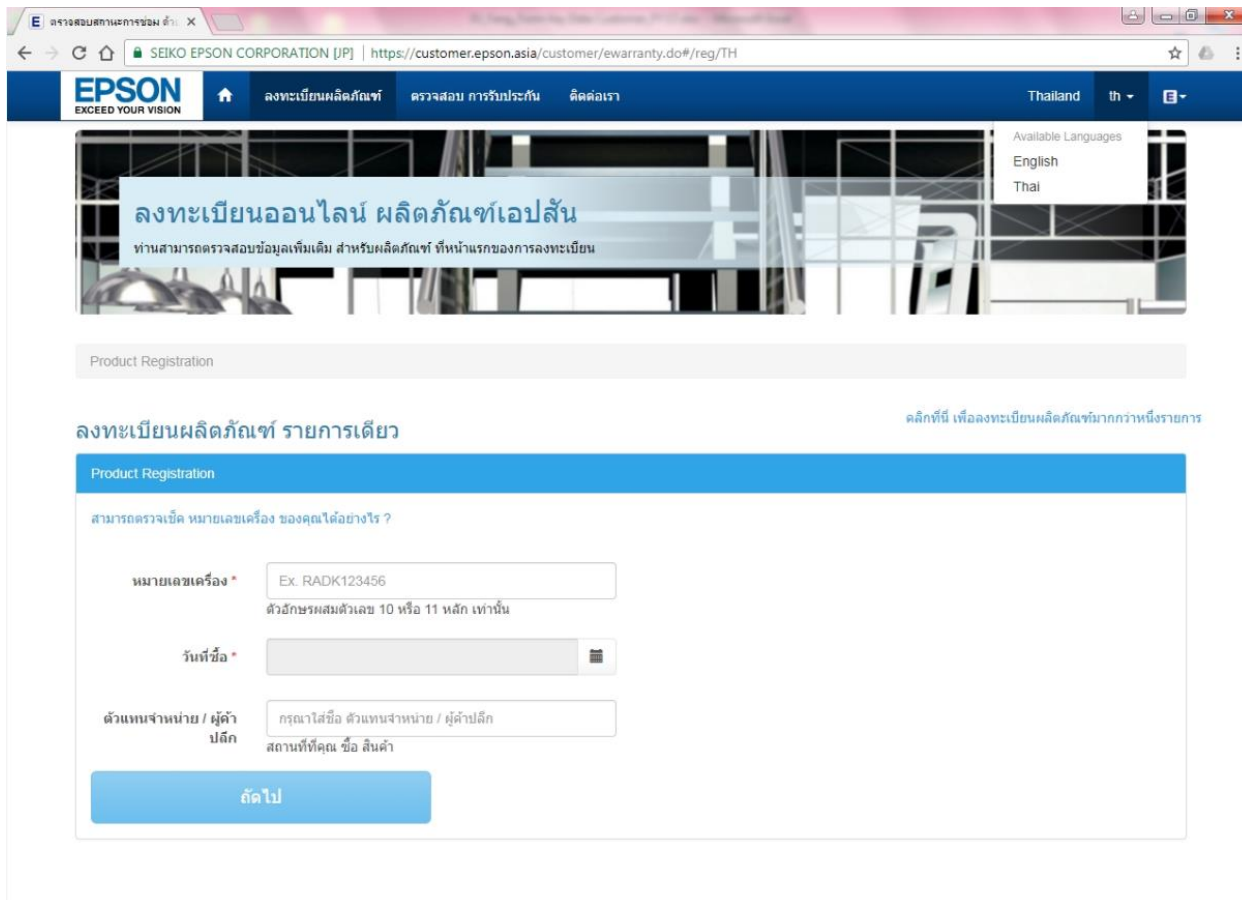 ตรวจสอบสถานะการซ่อม
SEIKO EPSON CORPORATION [JP] | https://customer.epson.asia/customer/ewarranty.do#/reg/TH
EPSON
EXCEED YOUR VISION
ลงทะเบียนผลิตภัณฑ์ ตรวจสอบ การรับประกัน ติดต่อเรา Thailand th E
Available Languages
English
Thai
ลงทะเบียนออนไลน์ ผลิตภัณฑ์เอปสัน
ท่านสามารถตรวจสอบข้อมูลเพิ่มเติม สำหรับผลิตภัณฑ์ ที่หน้าแรกของการลงทะเบียน
Product Registration
คลิกที่นี่ เพื่อลงทะเบียนผลิตภัณฑ์มากกว่าหนึ่งรายการ
ลงทะเบียนผลิตภัณฑ์ รายการเดียว
Product Registration
สามารถตรวจเช็ค หมายเลขเครื่อง ของคุณได้อย่างไร ?
หมายเลขเครื่อง * Ex. RADK123456
ตัวอักษรผสมตัวเลข 10 หรือ 11 หลัก เท่านั้น
วันที่ซื้อ *
ตัวแทนจำหน่าย / ผู้ค้า กรุณาใส่ชื่อ ตัวแทนจำหน่าย / ผู้ค้าปลีก
ปลีก
สถานที่ที่คุณ ซื้อ สินค้า
ถัดไป